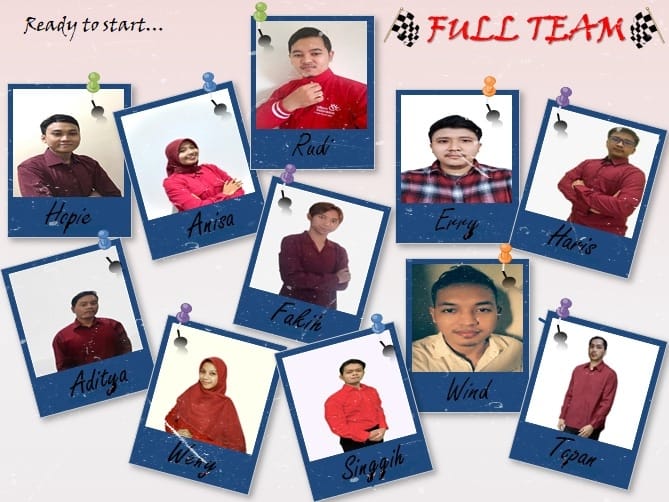 Ready to start...
FULL TEAM
Rudi
Hopie
Anisa
Erry
Haris
Fakih
Aditya
Wind
Weny
Singgih
Tepan